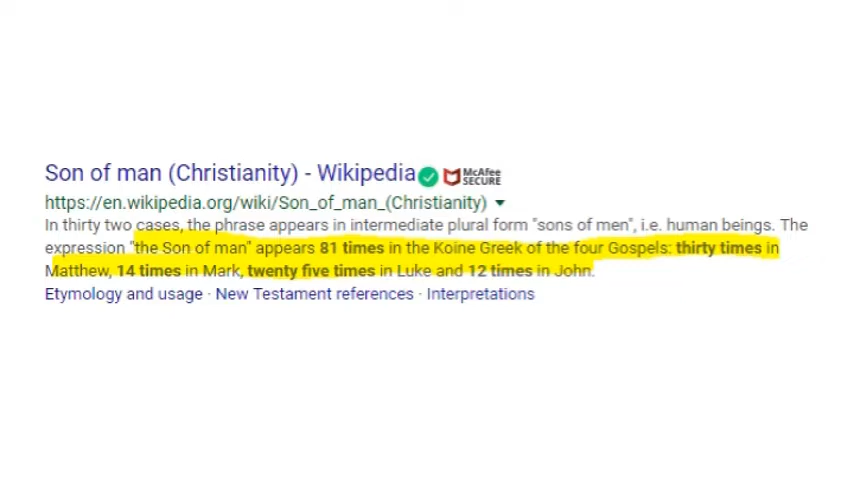 Son of man (Christianity) - Wikipedia McAfee SECURE
https://en.wikipedia.org/wiki/Son_of_man_(Christianity)
In thirty two cases, the phrase appears in intermediate plural form "sons of men", i.e. human beings. The
expression "the Son of man" appears 81 times in the Koine Greek of the four Gospels: thirty times in
Matthew, 14 times in Mark, twenty five times in Luke and 12 times in John.
Etymology and usage · New Testament references · Interpretations